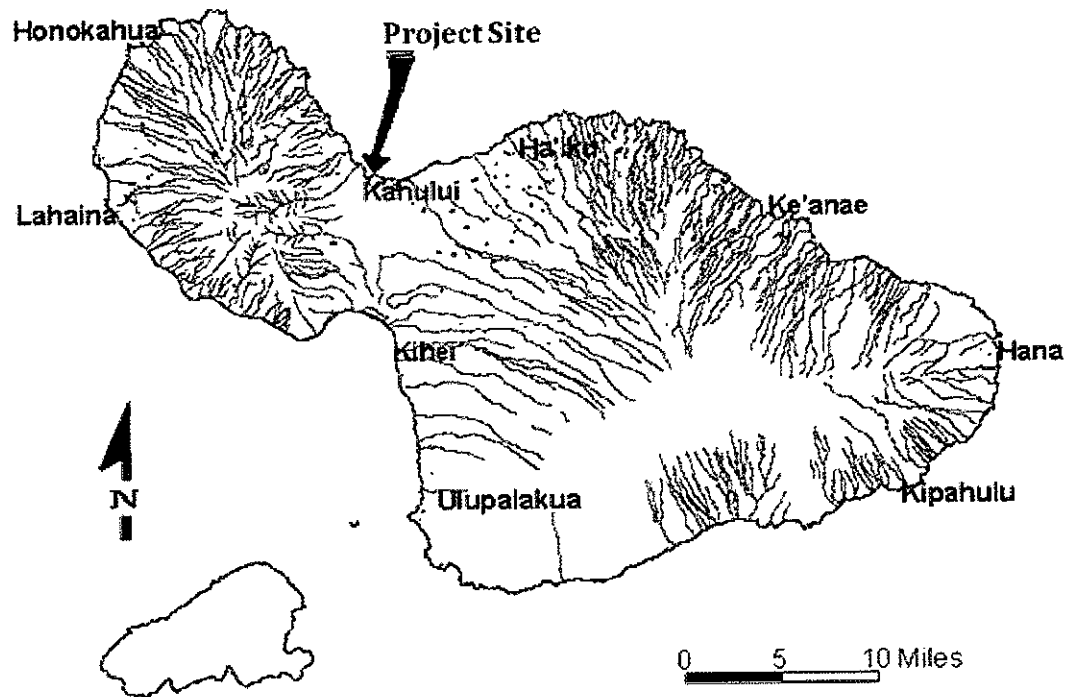 Honokahua
Project Site
Ha'iku
Kahului
Lahaina
Ke'anae
Kihei
Hana
N
Ulupalakua
Kipahulu
0 5 10 Miles